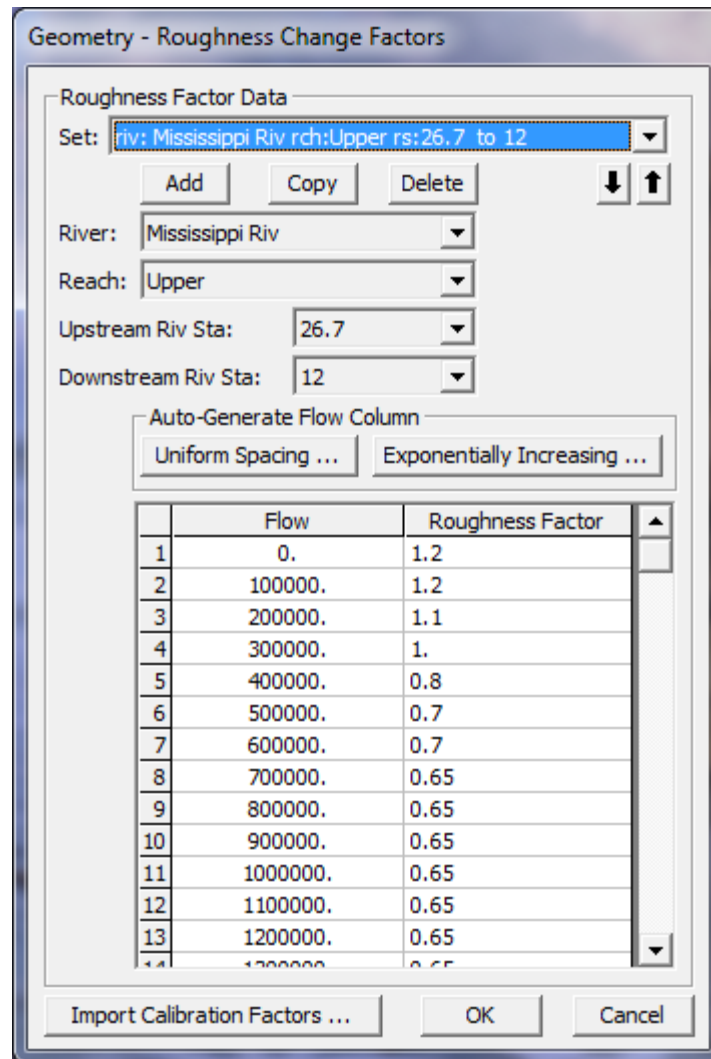 Geometry - Roughness Change Factors
Roughness Factor Data
Set: riv: Mississippi Riv rch:Upper rs:26.7 to 12
Add Copy Delete
River: Mississippi Riv
Reach: Upper
Upstream Riv Sta: 26.7
Downstream Riv Sta: 12
Auto-Generate Flow Column
Uniform Spacing ... Exponentially Increasing ...
Flow Roughness Factor
1 0. 1.2
2 100000. 1.2
3 200000. 1.1
4 300000. 1.
5 400000. 0.8
6 500000. 0.7
7 600000. 0.7
8 700000. 0.65
9 800000. 0.65
10 900000. 0.65
11 1000000. 0.65
12 1100000. 0.65
13 1200000. 0.65
Import Calibration Factors ... OK Cancel